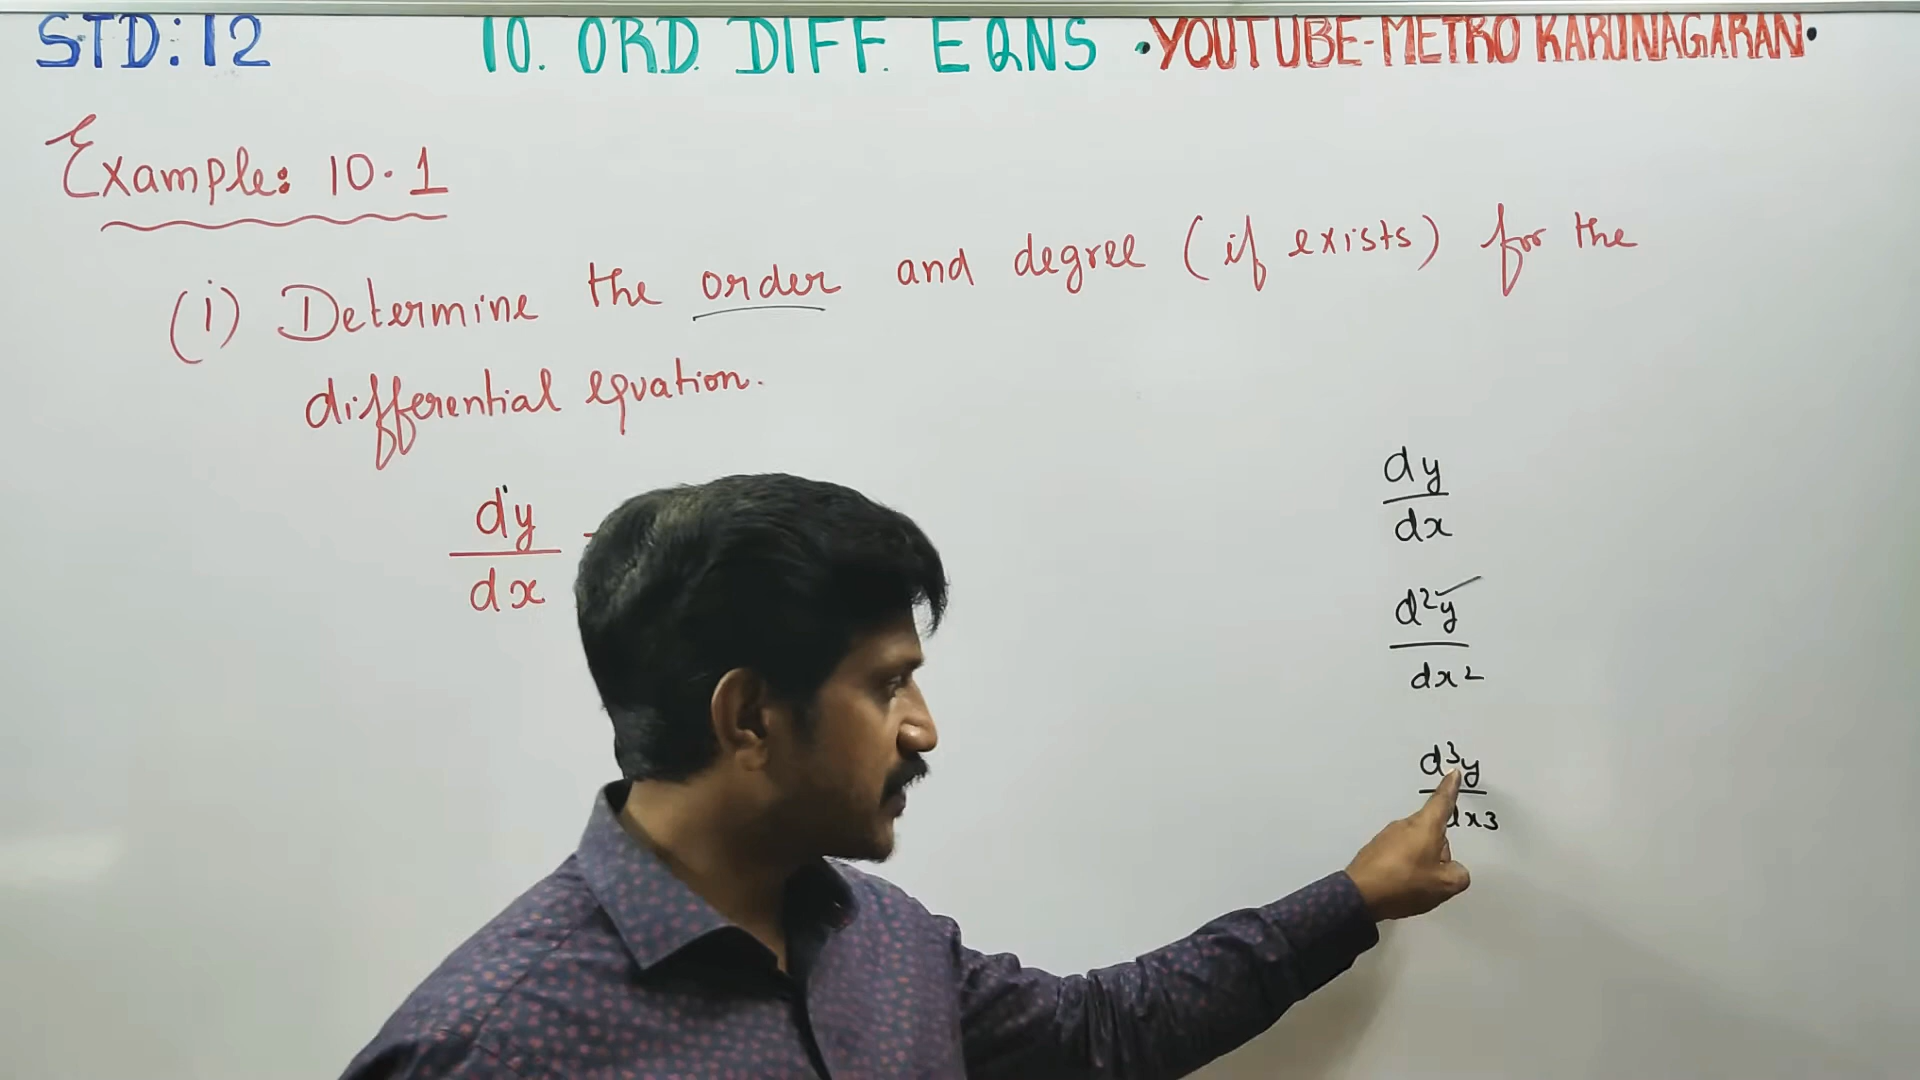 STD: 12 10. ORD. DIFF. EQNS • YOUTUBE-METRO KARUNAGARAN •
Example: 10.1
(i) Determine the order and degree (if exists) for the
differential equation.
dy
dx
dy
dx
d²y
dx²
d³y
dx3